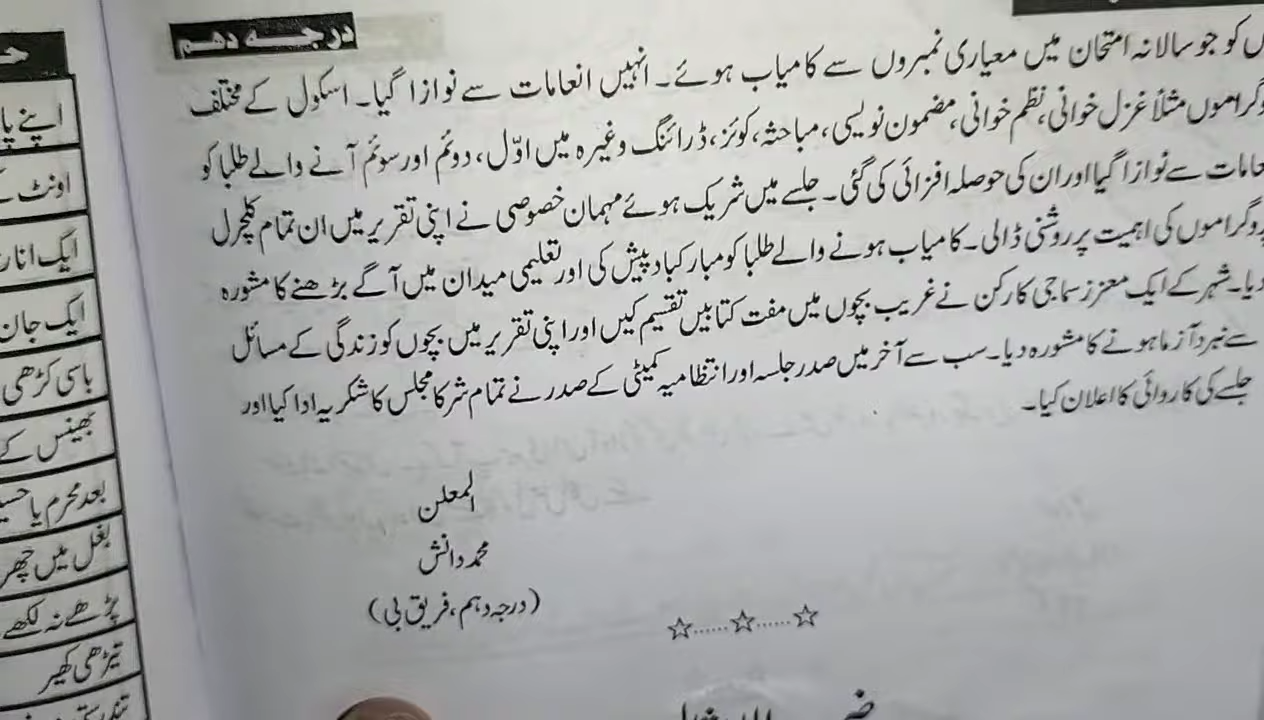 درجہ دہم
کو جو سالانہ امتحان میں معیاری نمبروں سے کامیاب ہوئے۔ انہیں انعامات سے نوازا گیا۔ اسکول کے مختلف
مثلاً غزل خوانی، نظم خوانی، مضمون نویسی، مباحثہ، کوئز، ڈرائنگ وغیرہ میں اوّل، دوئم اور سوئم آنے والے طلبا کو
سے نوازا گیا اور ان کی حوصلہ افزائی کی گئی۔ جلسے میں شریک ہوئے مہمان خصوصی نے اپنی تقریر میں ان تمام کلچرل
کی اہمیت پر روشنی ڈالی۔ کامیاب ہونے والے طلبا کو مبارکباد پیش کی اور تعلیمی میدان میں آگے بڑھنے کا مشورہ
دیا۔ شہر کے ایک معزز سماجی کارکن نے غریب بچوں میں مفت کتابیں تقسیم کیں اور اپنی تقریر میں بچوں کو زندگی کے مسائل
سے نبرد آزما ہونے کا مشورہ دیا۔ سب سے آخر میں صدر جلسہ اور انتظامیہ کمیٹی کے صدر نے تمام شرکا مجلس کا شکریہ ادا کیا اور
جلسے کی کاروائی کا اعلان کیا۔
المعلن
محمد دانش
(درجہ دہم، فریق بی)
☆......☆......☆
اپنے پا
اونٹ
ایک انار
ایک جان
باسی کڑھی
بھینس کے
بعد محرم یا
بغل میں
پڑھے نہ لکھے
ٹیڑھی کھیر